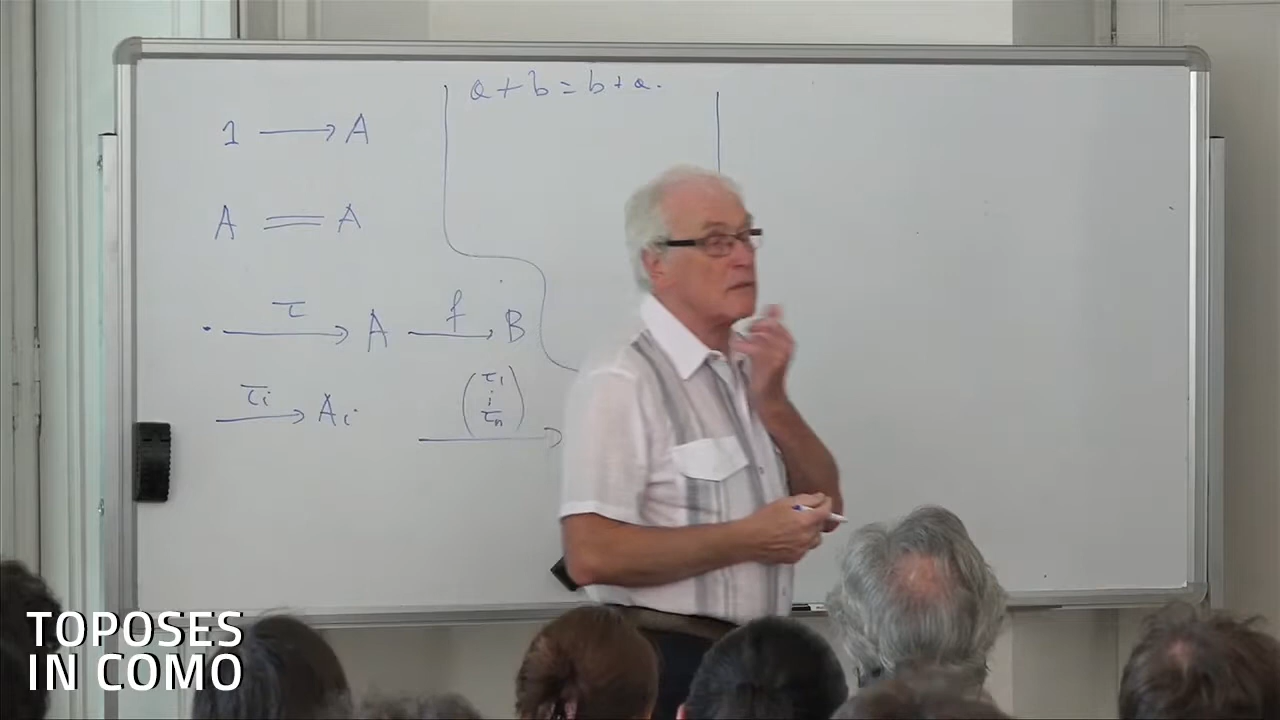 a + b = b + a.
1 → A
A = A
· τ → A f → B
τi → Ai (τ1 ⋮ τn) →
TOPOSES
IN COMO